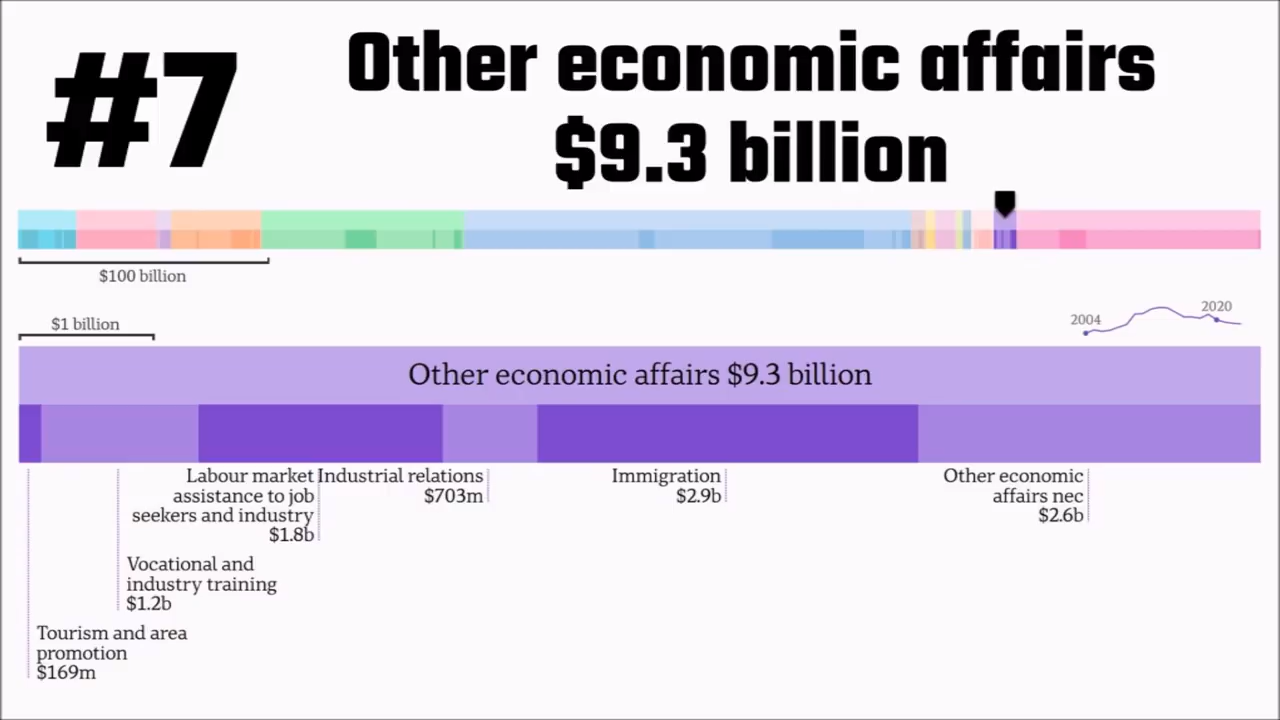 #7
Other economic affairs
$9.3 billion
$100 billion
$1 billion
2004
2020
Other economic affairs $9.3 billion
Labour market
assistance to job
seekers and industry
$1.8b
Industrial relations
$703m
Immigration
$2.9b
Other economic
affairs nec
$2.6b
Vocational and
industry training
$1.2b
Tourism and area
promotion
$169m